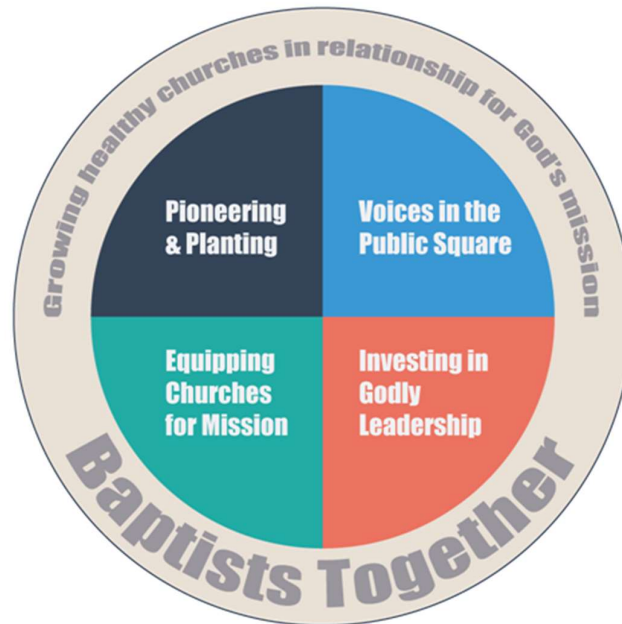 Growing healthy churches in relationship for God's mission
Pioneering
& Planting
Voices in the
Public Square
Equipping
Churches
for Mission
Investing in
Godly
Leadership
Baptists Together